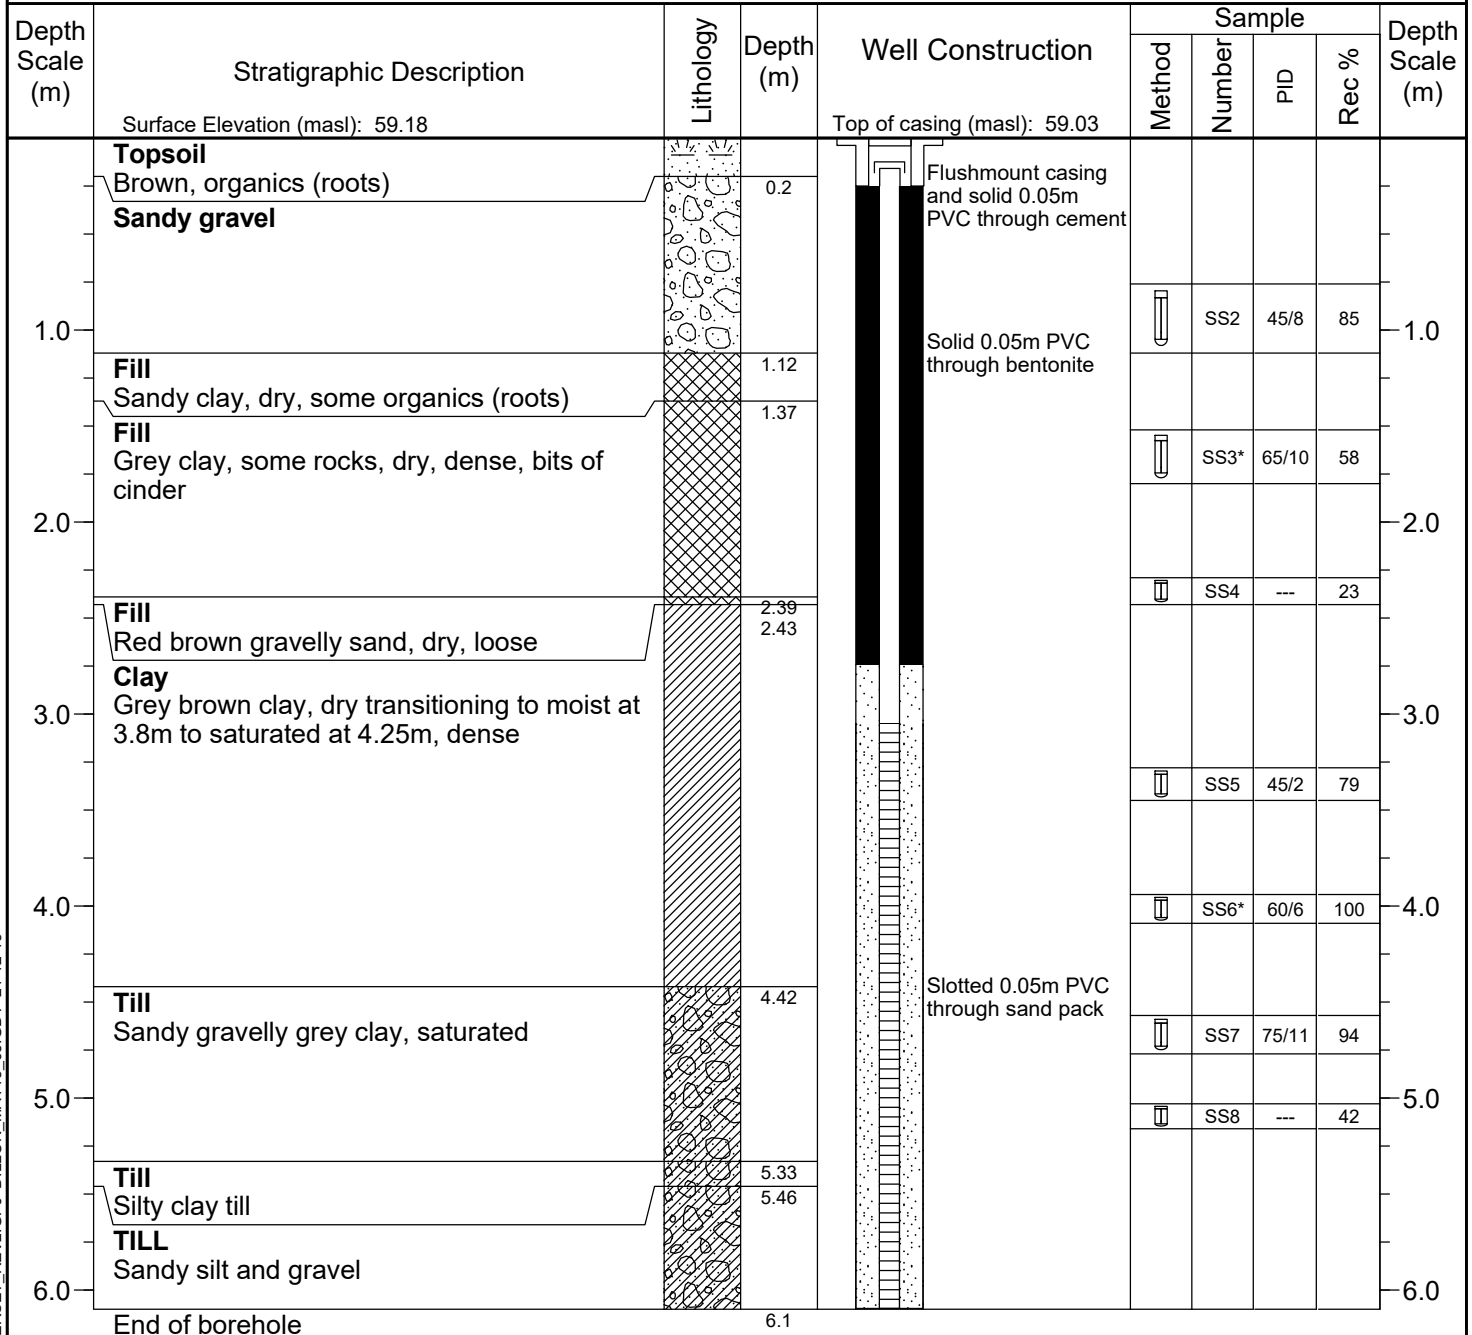 Depth Scale (m)
Stratigraphic Description
Surface Elevation (masl): 59.18
Lithology
Depth (m)
Well Construction
Top of casing (masl): 59.03
Sample
Method
Number
PID
Rec %
Depth Scale (m)
Topsoil
Brown, organics (roots)
0.2
Flushmount casing
and solid 0.05m
PVC through cement
Sandy gravel
SS2 45/8 85
1.0
1.0
Solid 0.05m PVC
through bentonite
Fill
1.12
Sandy clay, dry, some organics (roots)
1.37
Fill
Grey clay, some rocks, dry, dense, bits of
cinder
SS3* 65/10 58
2.0
2.0
SS4 --- 23
Fill
2.39
Red brown gravelly sand, dry, loose
2.43
Clay
Grey brown clay, dry transitioning to moist at
3.8m to saturated at 4.25m, dense
3.0
3.0
SS5 45/2 79
4.0
SS6* 60/6 100
4.0
Till
4.42
Sandy gravelly grey clay, saturated
Slotted 0.05m PVC
through sand pack
SS7 75/11 94
5.0
5.0
SS8 --- 42
Till
5.33
Silty clay till
5.46
TILL
Sandy silt and gravel
6.0
6.0
End of borehole
6.1